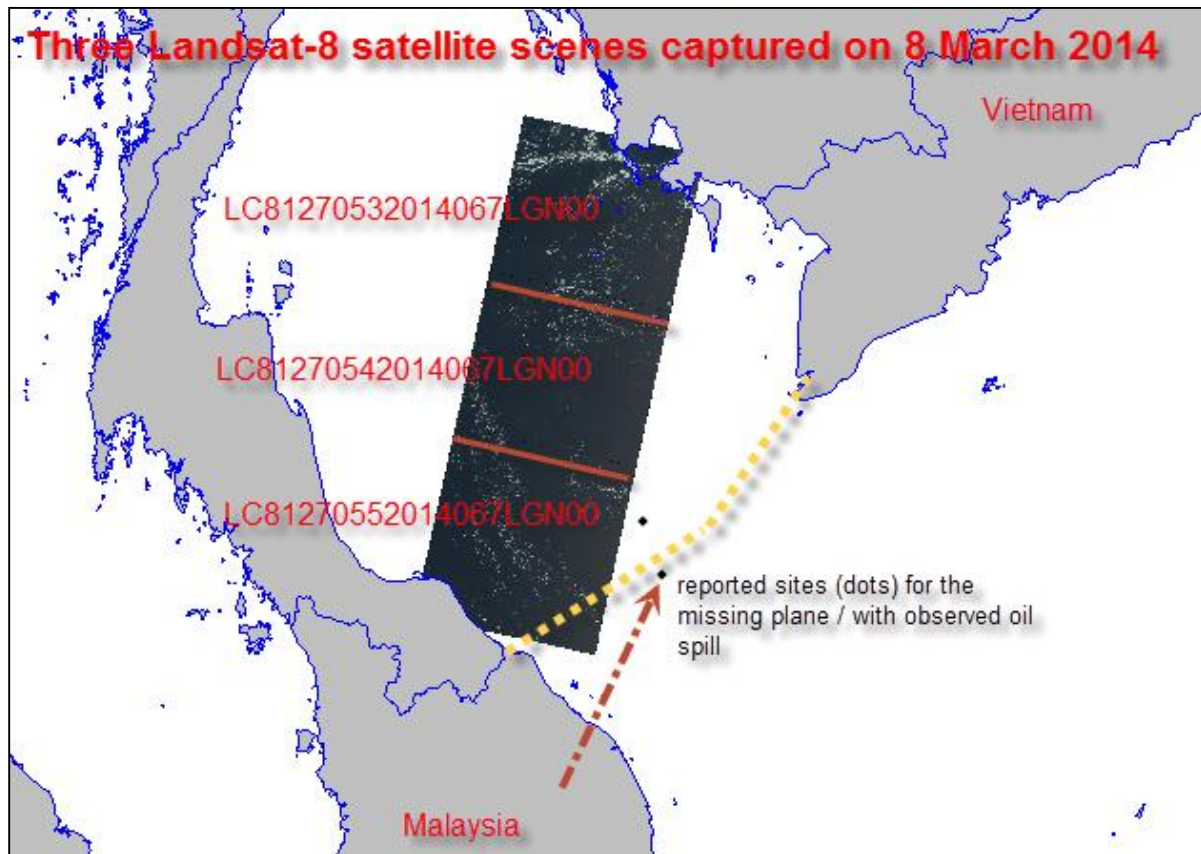 Three Landsat-8 satellite scenes captured on 8 March 2014
Vietnam
LC81270532014067LGN00
LC81270542014067LGN00
LC81270552014067LGN00
reported sites (dots) for the
missing plane / with observed oil
spill
Malaysia